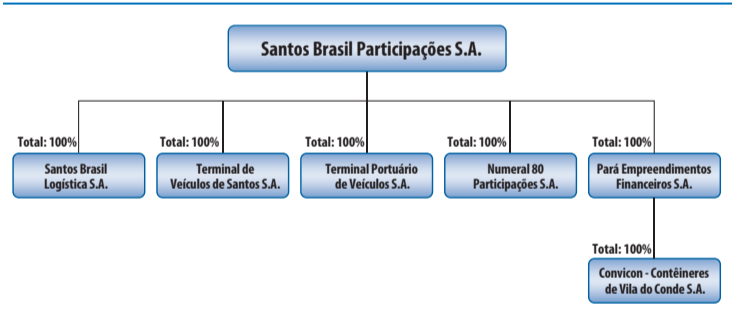 Santos Brasil Participações S.A.
Total: 100%
Santos Brasil
Logística S.A.
Total: 100%
Terminal de
Veículos de Santos S.A.
Total: 100%
Terminal Portuário
de Veículos S.A.
Total: 100%
Numeral 80
Participações S.A.
Total: 100%
Pará Empreendimentos
Financeiros S.A.
Total: 100%
Convicon - Contêineres
de Vila do Conde S.A.